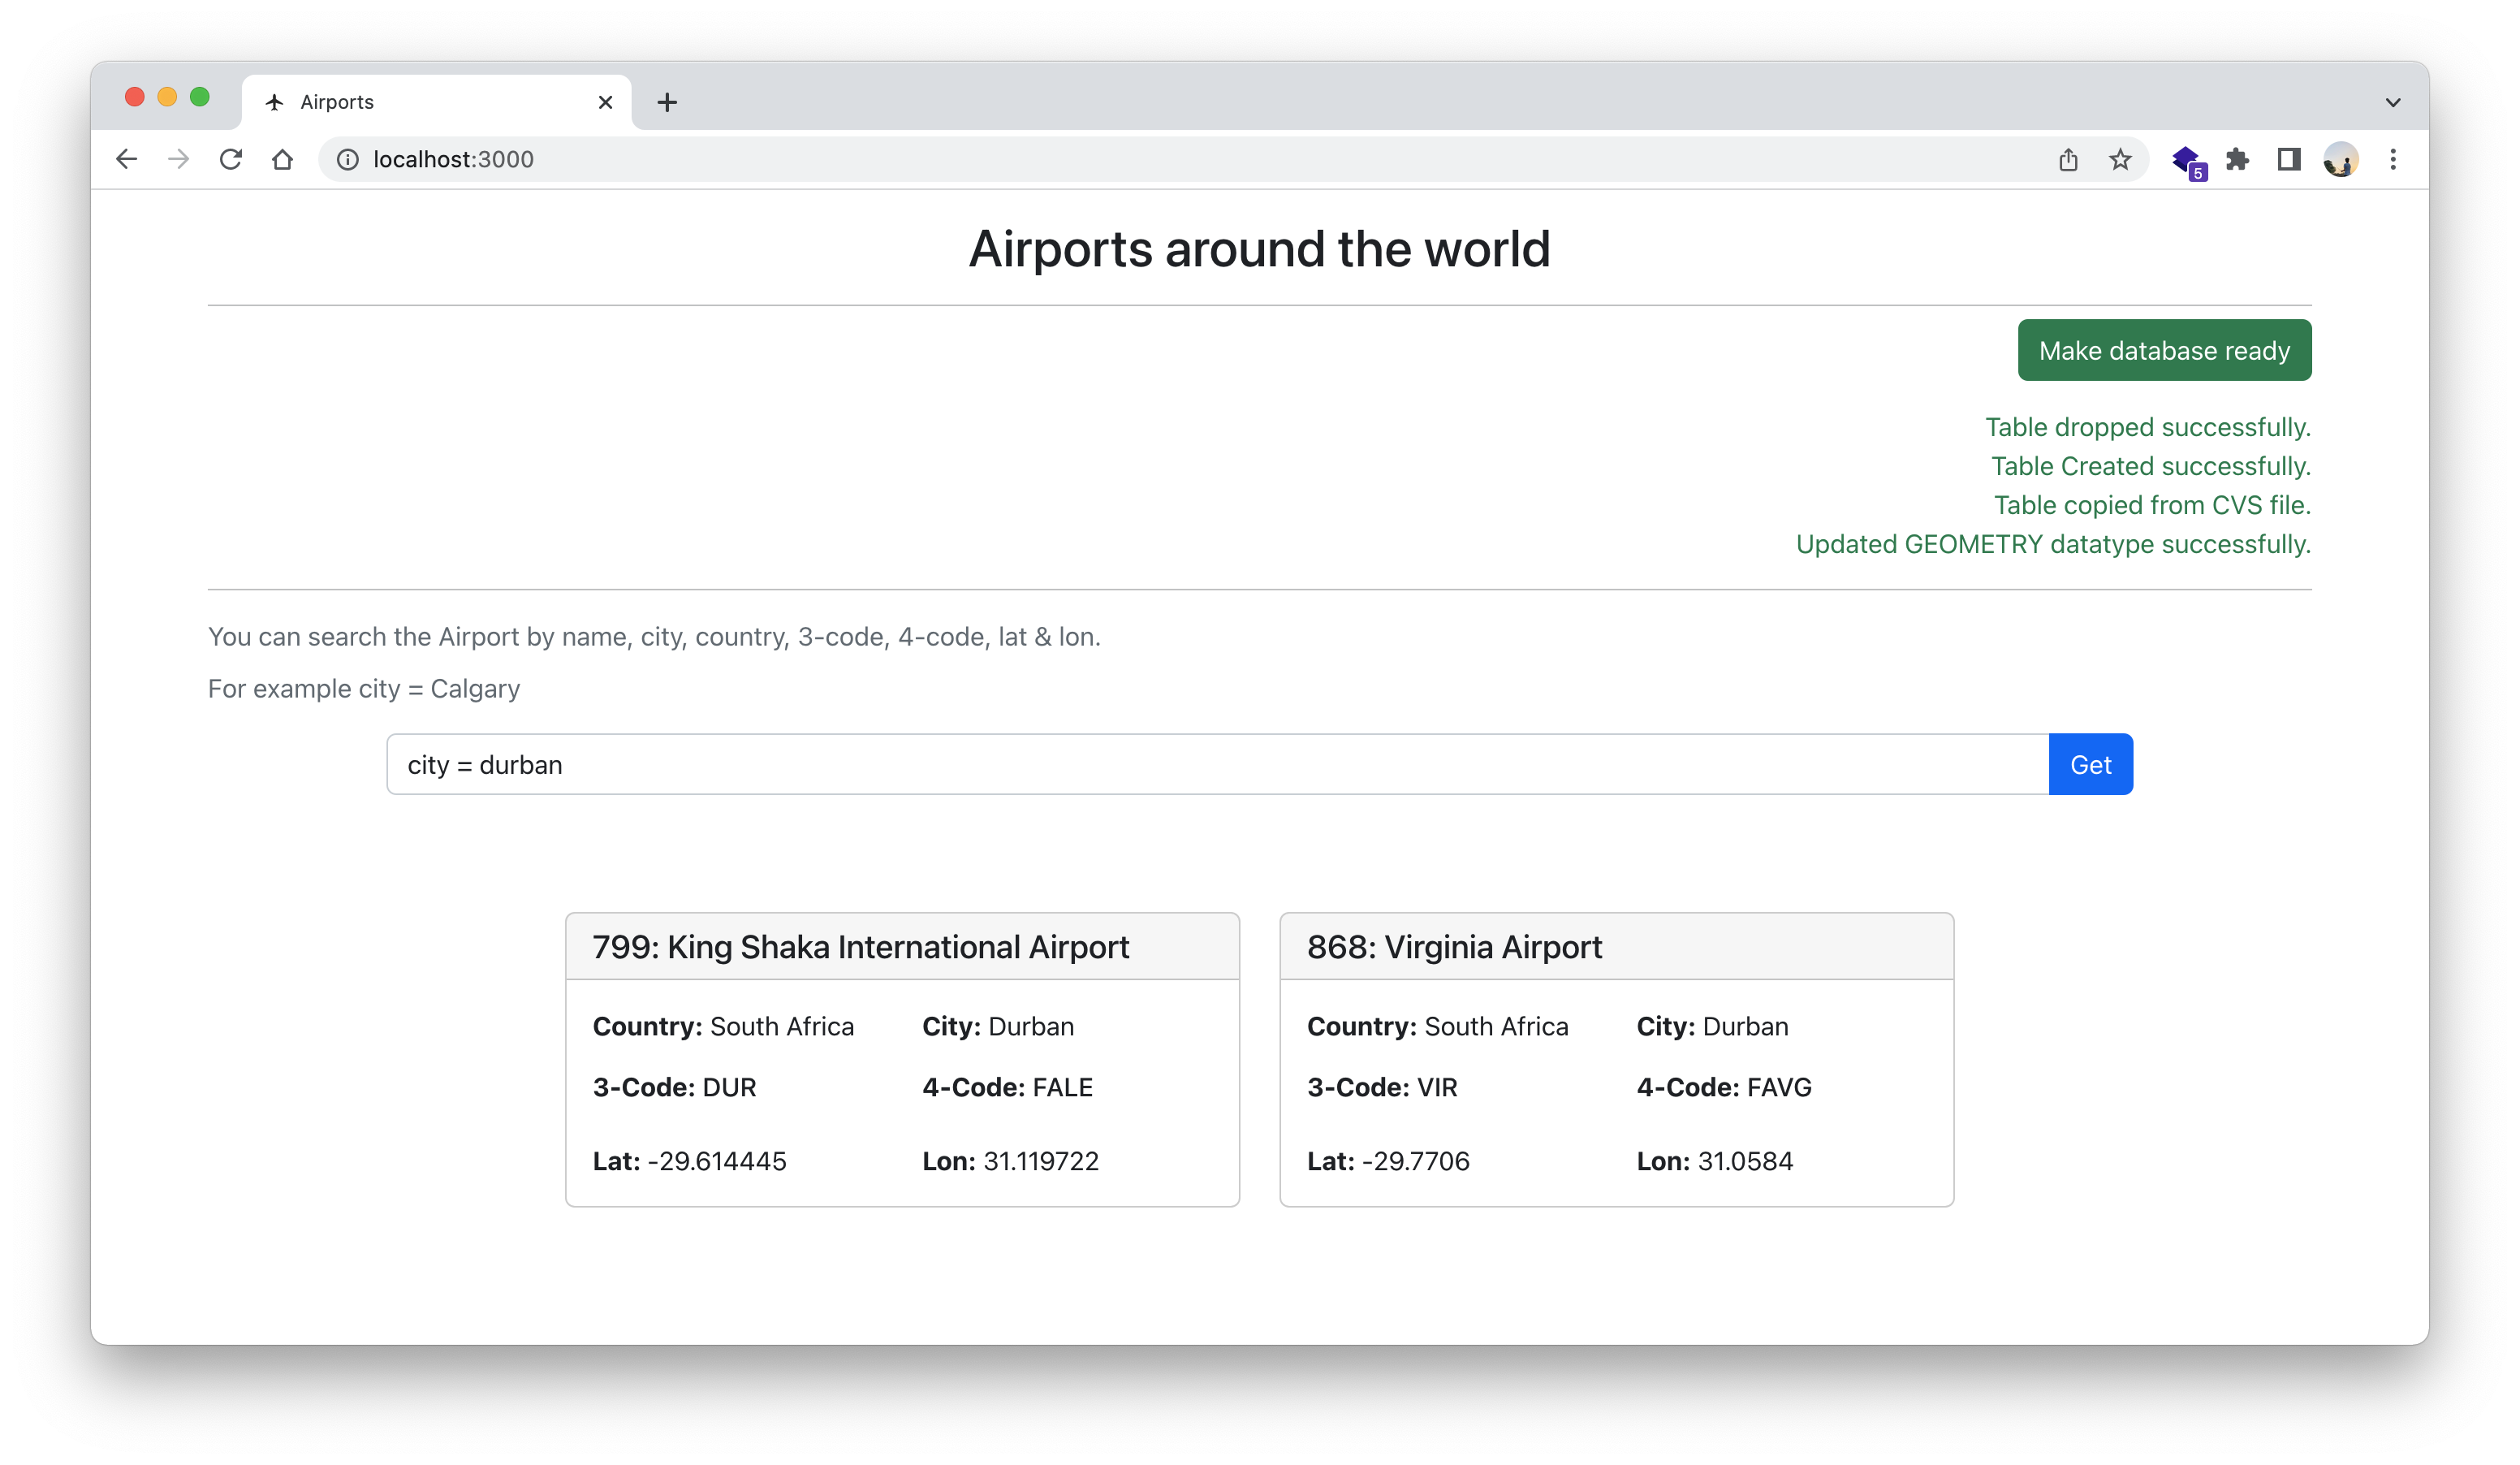 Airports
localhost:3000
5
Airports around the world
Make database ready
Table dropped successfully.
Table Created successfully.
Table copied from CVS file.
Updated GEOMETRY datatype successfully.
You can search the Airport by name, city, country, 3-code, 4-code, lat & lon.
For example city = Calgary
city = durban
Get
799: King Shaka International Airport
Country: South Africa City: Durban
3-Code: DUR 4-Code: FALE
Lat: -29.614445 Lon: 31.119722
868: Virginia Airport
Country: South Africa City: Durban
3-Code: VIR 4-Code: FAVG
Lat: -29.7706 Lon: 31.0584